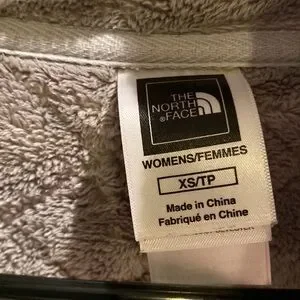 THE
NORTH
FACE®
WOMENS/FEMMES
XS/TP
Made in China
Fabriqué en Chine